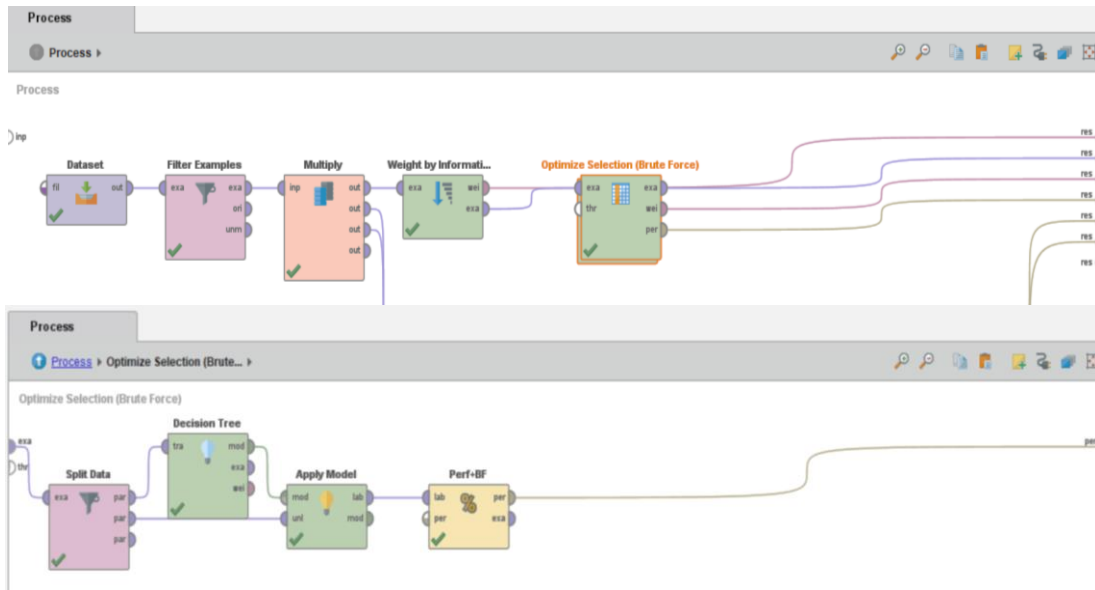 Process
Process
Process
inp
Dataset
Filter Examples
Multiply
Weight by Informati...
Optimize Selection (Brute Force)
fil out
exa exa
ori
unm
inp out
out
out
out
exa wei
exa
exa exa
thr wei
per
res
res
res
res
res
res
res
Process
Process Optimize Selection (Brute...
Optimize Selection (Brute Force)
exa
thr
Split Data
exa par
par
par
Decision Tree
tra mod
exa
wei
Apply Model
mod lab
unl mod
Perf+BF
lab per
per exa
per